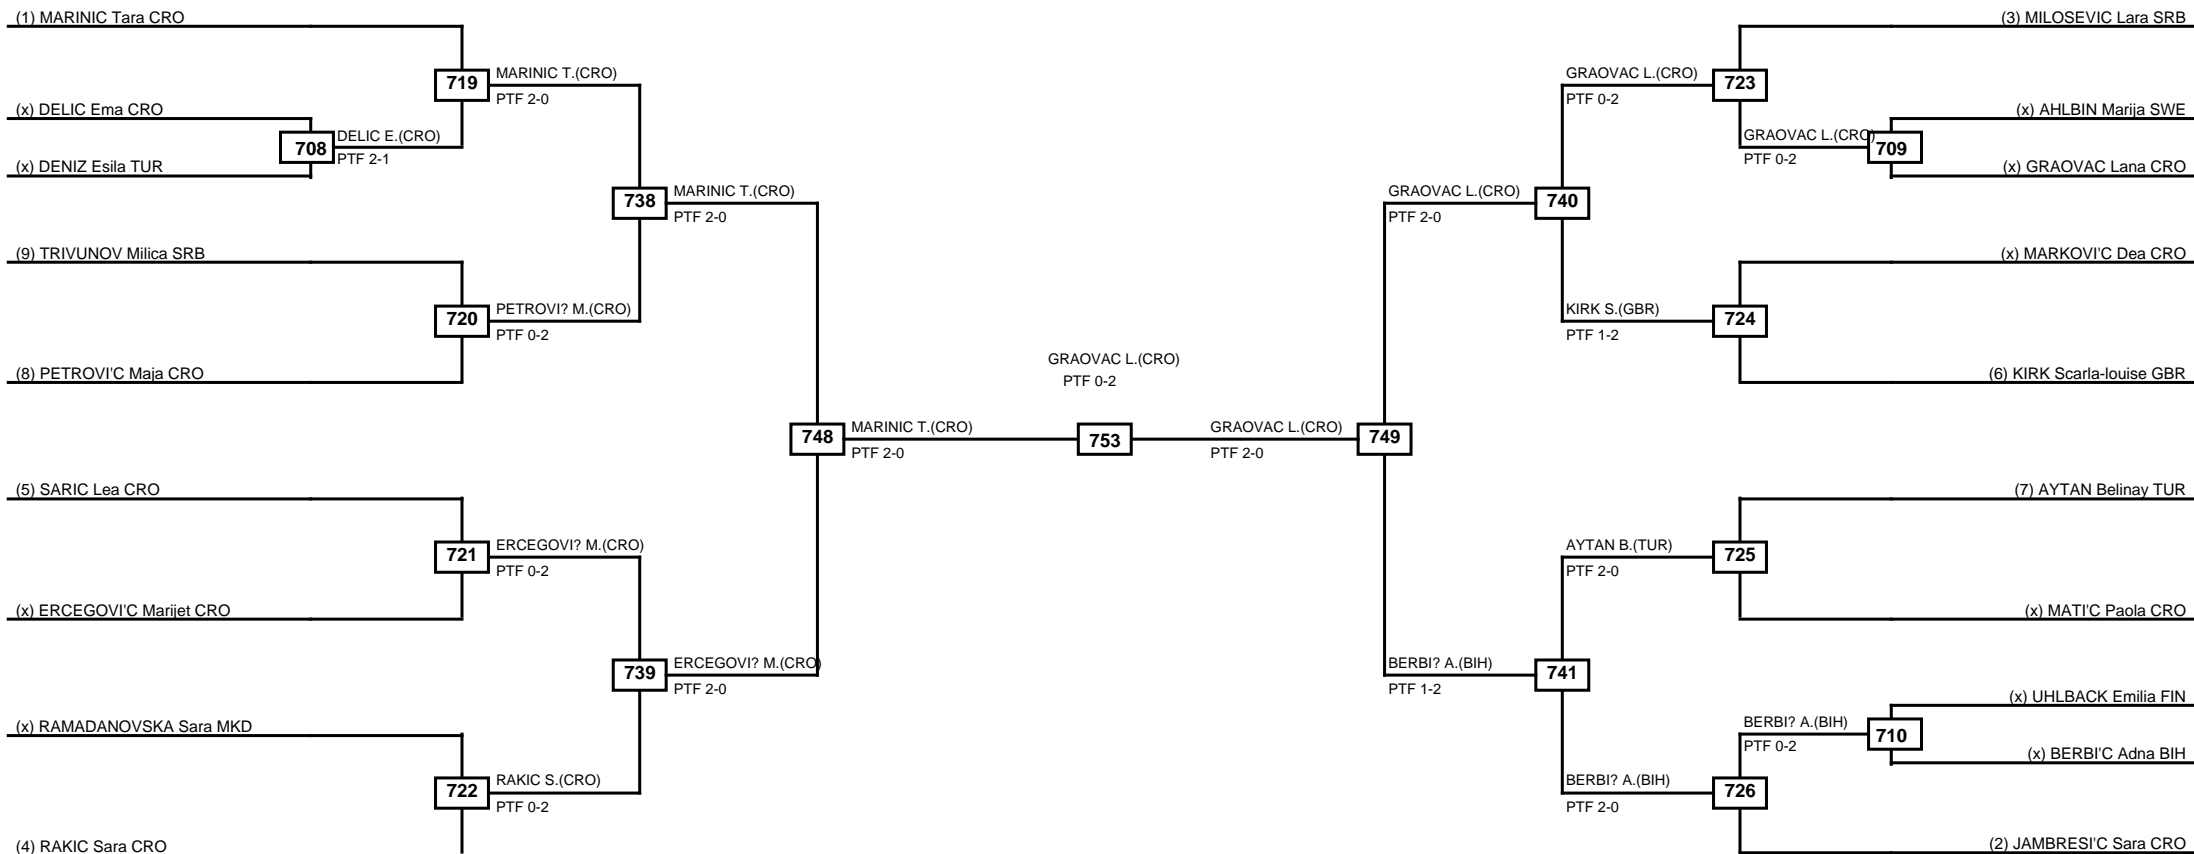 (1) MARINIC Tara CRO
(3) MILOSEVIC Lara SRB
719
MARINIC T.(CRO)
PTF 2-0
GRAOVAC L.(CRO)
PTF 0-2
723
(x) DELIC Ema CRO
(x) AHLBIN Marija SWE
708
DELIC E.(CRO)
PTF 2-1
GRAOVAC L.(CRO)
PTF 0-2
709
(x) DENIZ Esila TUR
(x) GRAOVAC Lana CRO
738
MARINIC T.(CRO)
PTF 2-0
GRAOVAC L.(CRO)
PTF 2-0
740
(9) TRIVUNOV Milica SRB
(x) MARKOVI'C Dea CRO
720
PETROVI? M.(CRO)
PTF 0-2
KIRK S.(GBR)
PTF 1-2
724
(8) PETROVI'C Maja CRO
(6) KIRK Scarla-louise GBR
GRAOVAC L.(CRO)
PTF 0-2
748
MARINIC T.(CRO)
PTF 2-0
753
GRAOVAC L.(CRO)
PTF 2-0
749
(5) SARIC Lea CRO
(7) AYTAN Belinay TUR
721
ERCEGOVI? M.(CRO)
PTF 0-2
AYTAN B.(TUR)
PTF 2-0
725
(x) ERCEGOVI'C Marijet CRO
(x) MATI'C Paola CRO
739
ERCEGOVI? M.(CRO)
PTF 2-0
BERBI? A.(BIH)
PTF 1-2
741
(x) RAMADANOVSKA Sara MKD
(x) UHLBACK Emilia FIN
BERBI? A.(BIH)
PTF 0-2
710
(x) BERBI'C Adna BIH
722
RAKIC S.(CRO)
PTF 0-2
BERBI? A.(BIH)
PTF 2-0
726
(4) RAKIC Sara CRO
(2) JAMBRESI'C Sara CRO